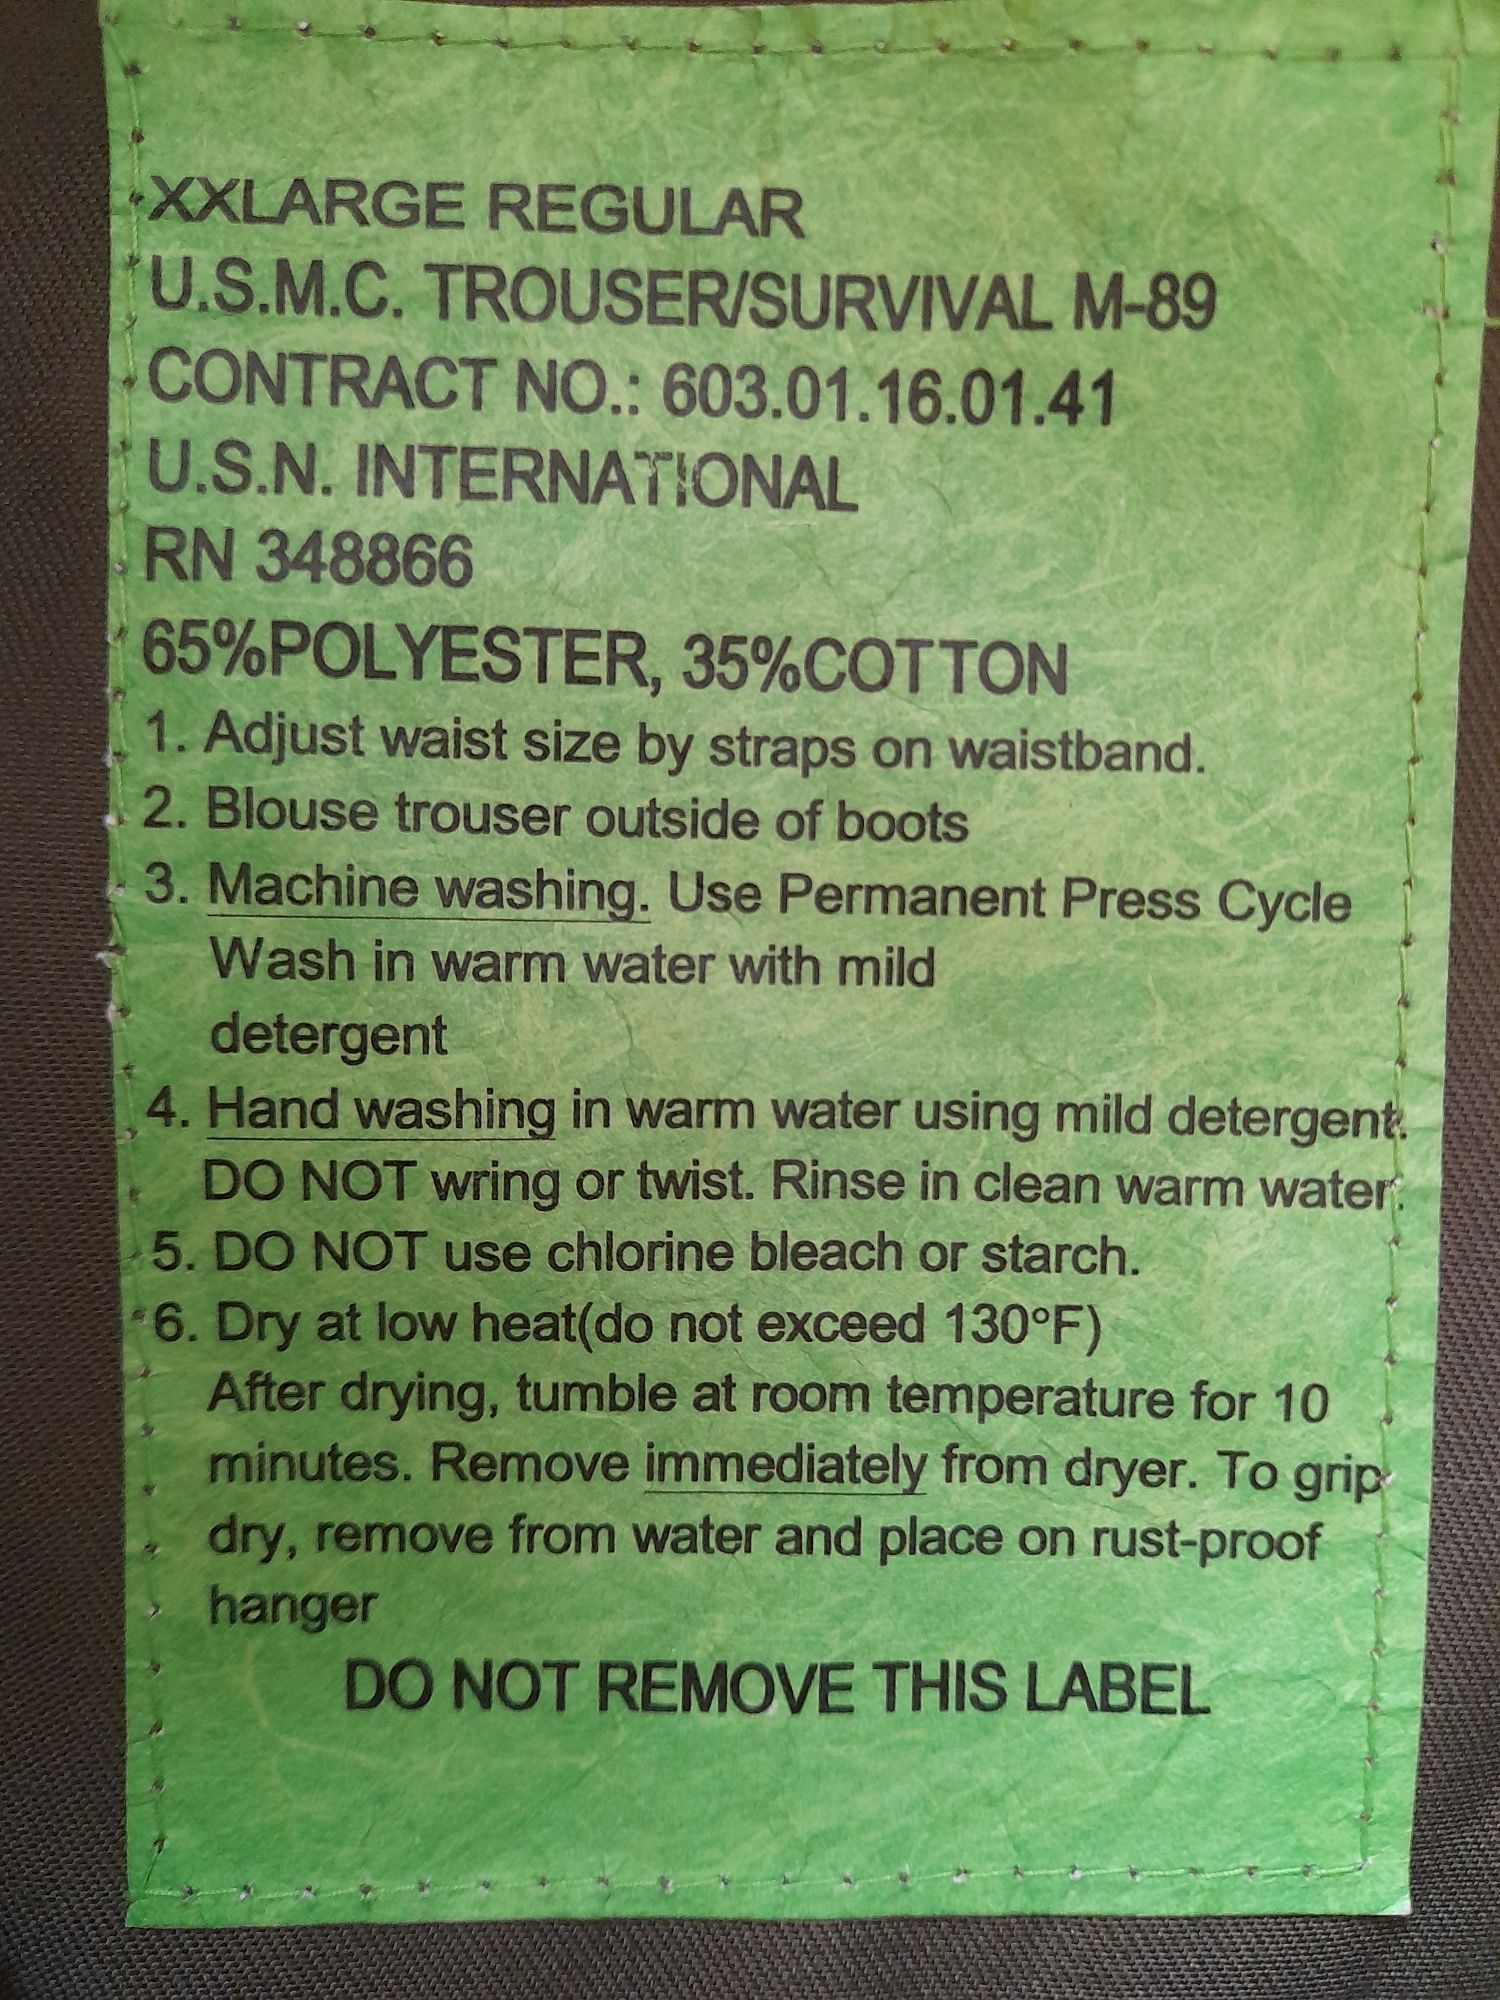 XXLARGE REGULAR
U.S.M.C. TROUSER/SURVIVAL M-89
CONTRACT NO.: 603.01.16.01.41
U.S.N. INTERNATIONAL
RN 348866
65%POLYESTER, 35%COTTON
1. Adjust waist size by straps on waistband.
2. Blouse trouser outside of boots
3. Machine washing. Use Permanent Press Cycle
Wash in warm water with mild
detergent
4. Hand washing in warm water using mild detergent.
DO NOT wring or twist. Rinse in clean warm water.
5. DO NOT use chlorine bleach or starch.
6. Dry at low heat(do not exceed 130°F)
After drying, tumble at room temperature for 10
minutes. Remove immediately from dryer. To grip
dry, remove from water and place on rust-proof
hanger
DO NOT REMOVE THIS LABEL